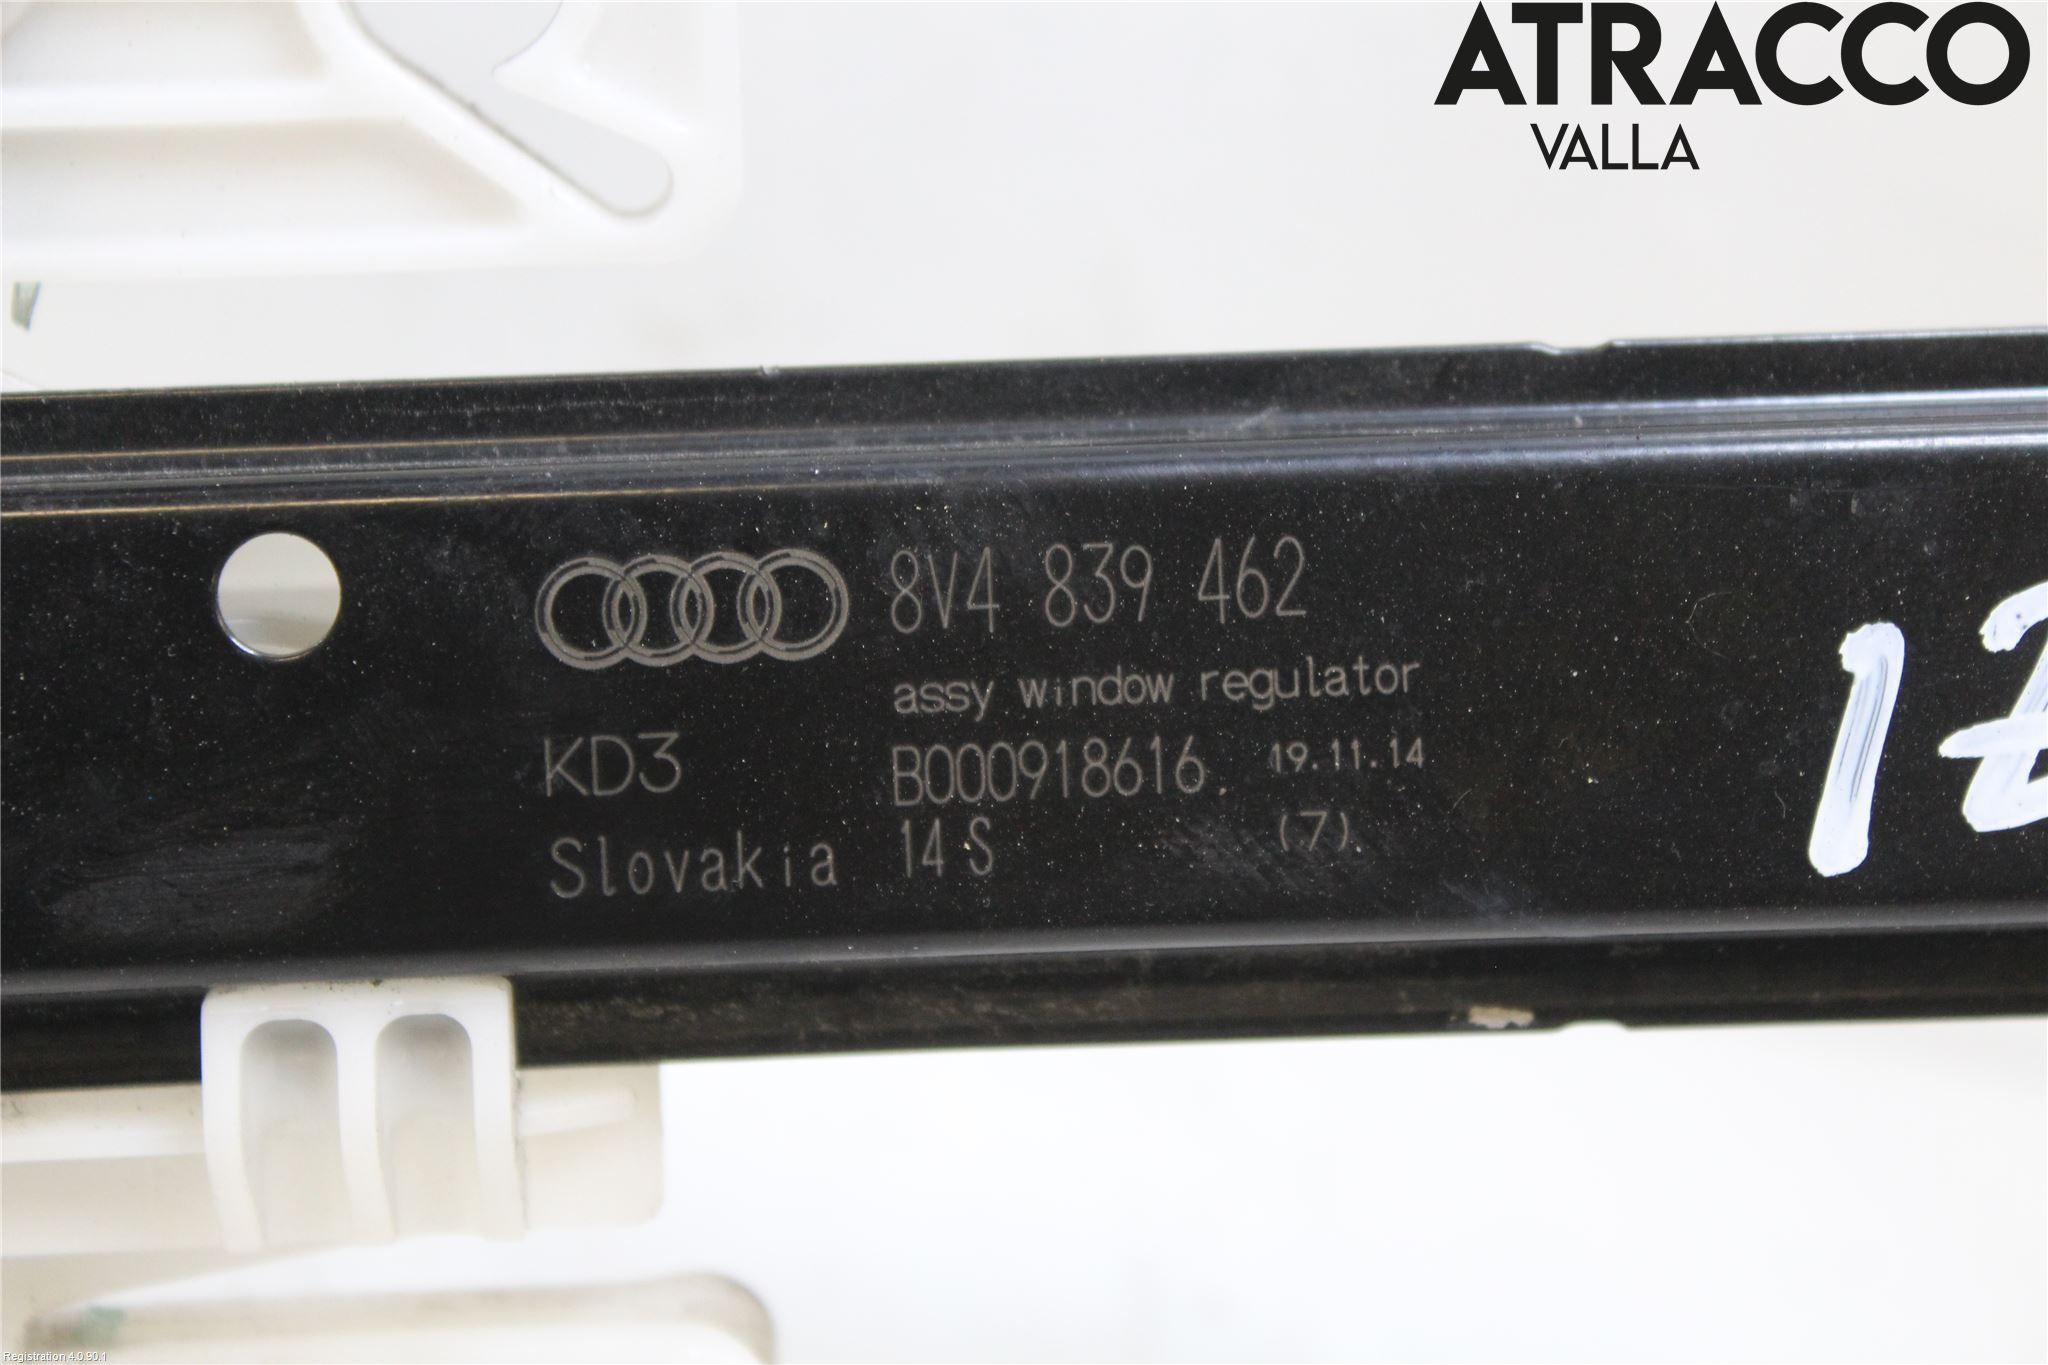 ATRACCO
VALLA
8V4 839 462
assy window regulator
KD3 B000918616 19.11.14
Slovakia 14 S (7)
Registration 4.0.90.1